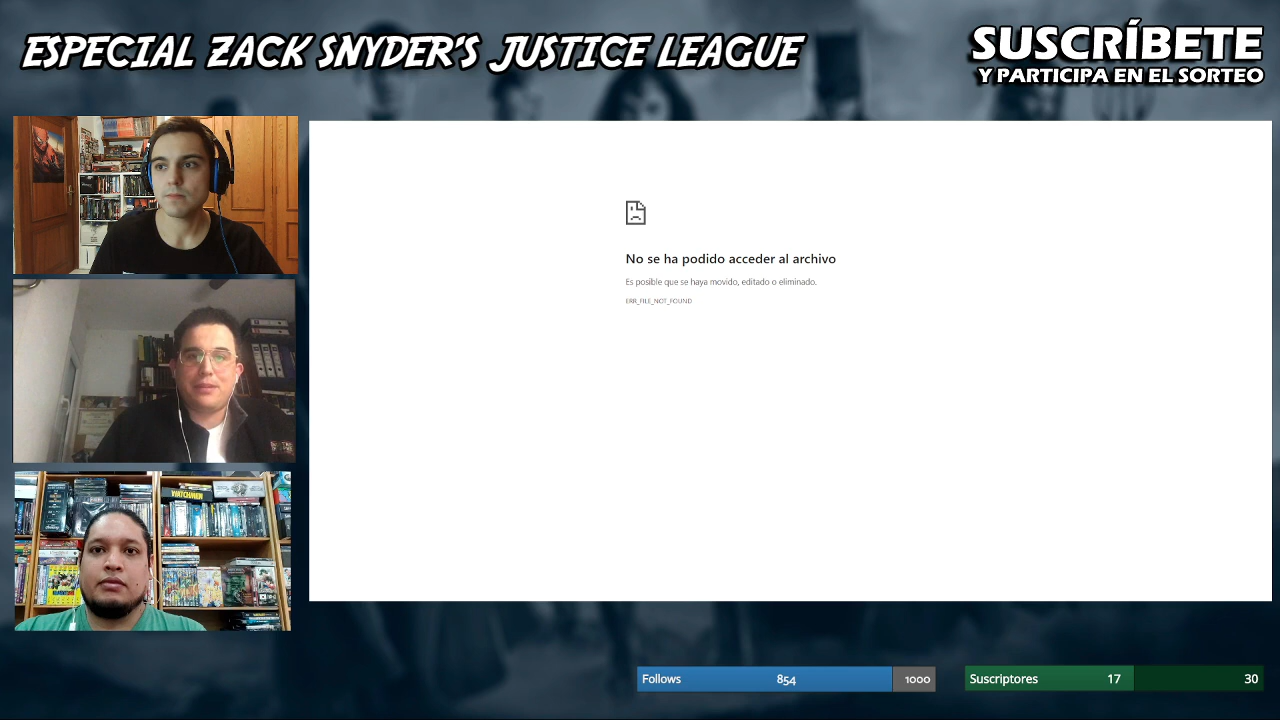 ESPECIAL ZACK SNYDER'S JUSTICE LEAGUE
SUSCRÍBETE
Y PARTICIPA EN EL SORTEO
WATCHMEN
No se ha podido acceder al archivo
Es posible que se haya movido, editado o eliminado.
ERR_FILE_NOT_FOUND
Follows 854 1000
Suscriptores 17 30